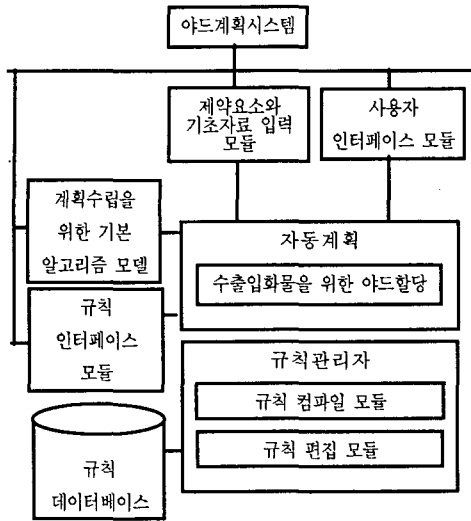 야드계획시스템
제약요소와
기초자료 입력
모듈
사용자
인터페이스 모듈
계획수립을
위한 기본
알고리즘 모델
자동계획
수출입화물을 위한 야드할당
규칙
인터페이스
모듈
규칙관리자
규칙 컴파일 모듈
규칙 편집 모듈
규칙
데이터베이스